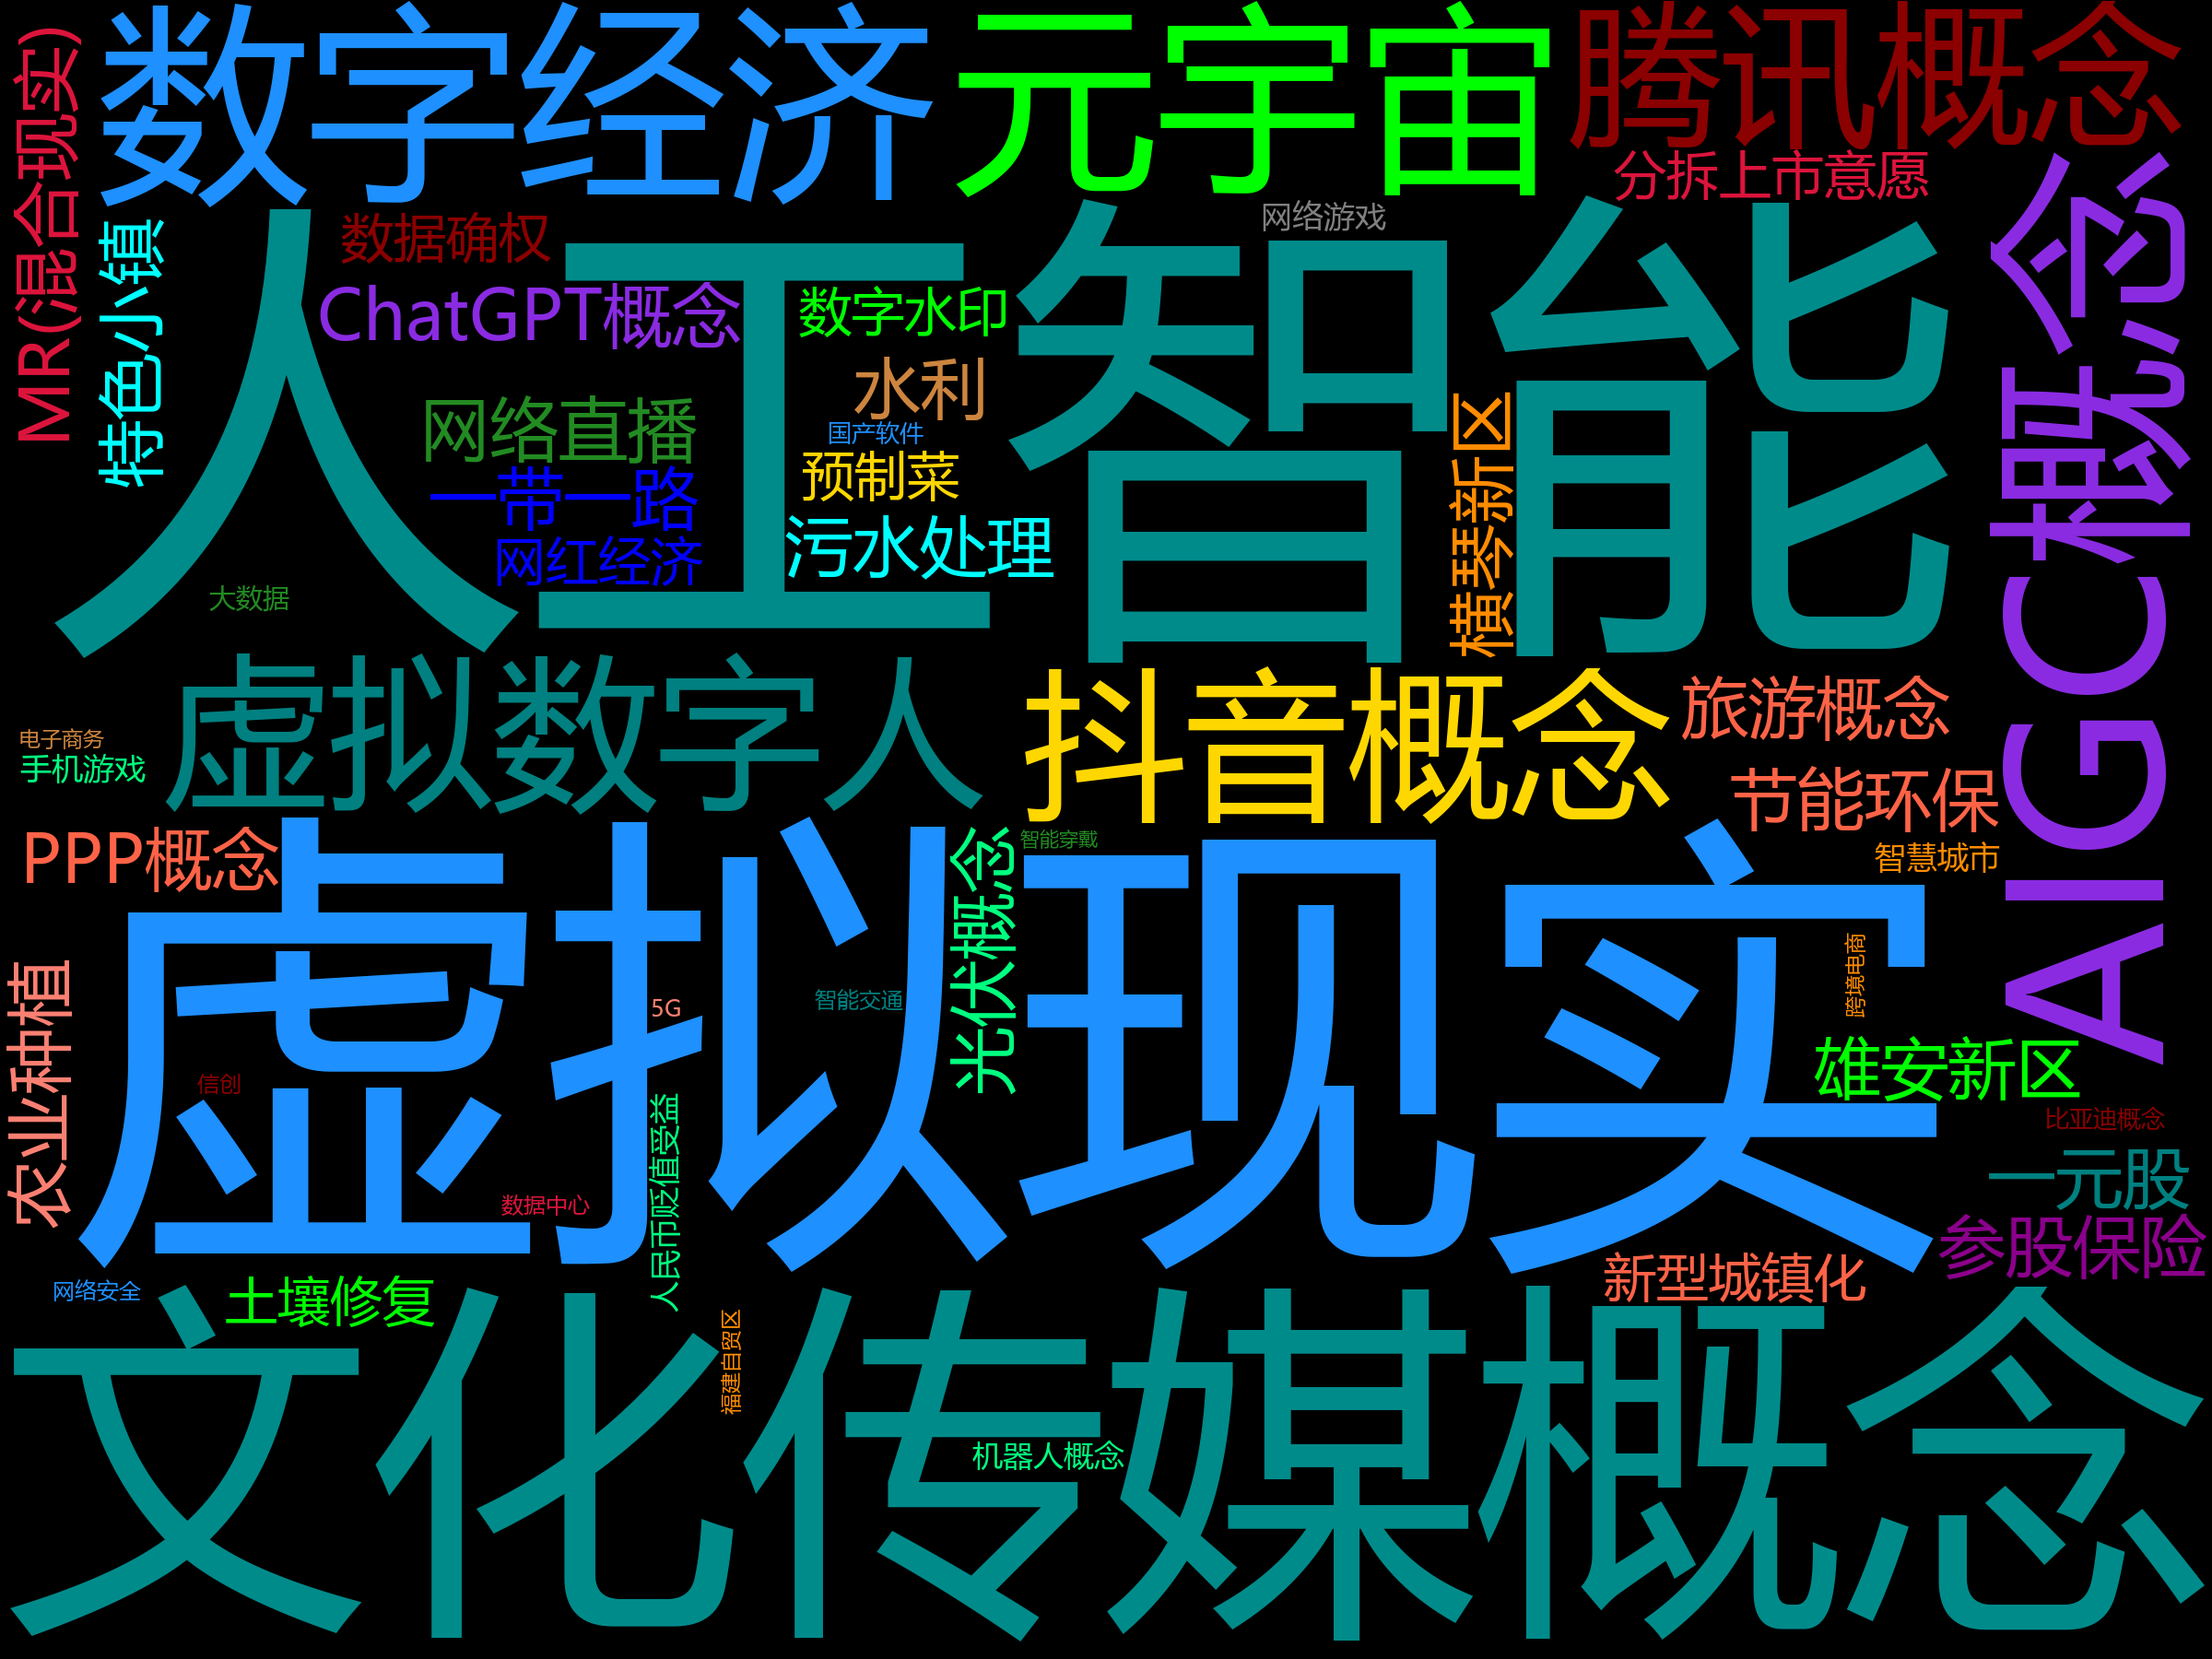 数字经济
元宇宙
腾讯概念
MR(混合现实)
分拆上市意愿
网络游戏
数据确权
特色小镇
人工智能
AIGC概念
ChatGPT概念
数字水印
水利
网络直播
国产软件
预制菜
横琴新区
一带一路
污水处理
网红经济
大数据
虚拟数字人
抖音概念
旅游概念
电子商务
手机游戏
节能环保
PPP概念
智能穿戴
智慧城市
虚拟现实
光伏概念
跨境电商
农业种植
智能交通
5G
雄安新区
信创
人民币贬值受益
比亚迪概念
一元股
数据中心
参股保险
新型城镇化
网络安全
土壤修复
福建自贸区
文化传媒概念
机器人概念